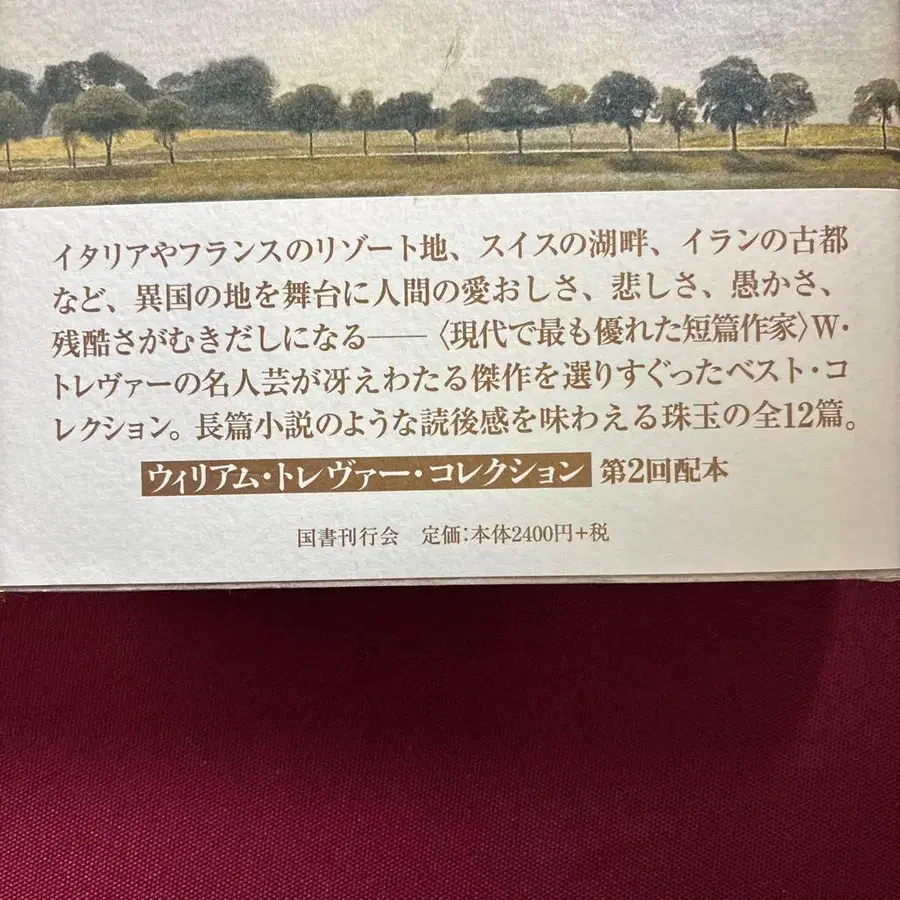 イタリアやフランスのリゾート地、スイスの湖畔、イランの古都
など、異国の地を舞台に人間の愛おしさ、悲しさ、愚かさ、
残酷さがむきだしになる――〈現代で最も優れた短篇作家〉W・
トレヴァーの名人芸が冴えわたる傑作を選りすぐったベスト・コ
レクション。長篇小説のような読後感を味わえる珠玉の全12篇。
ウィリアム・トレヴァー・コレクション 第2回配本
国書刊行会 定価:本体2400円+税